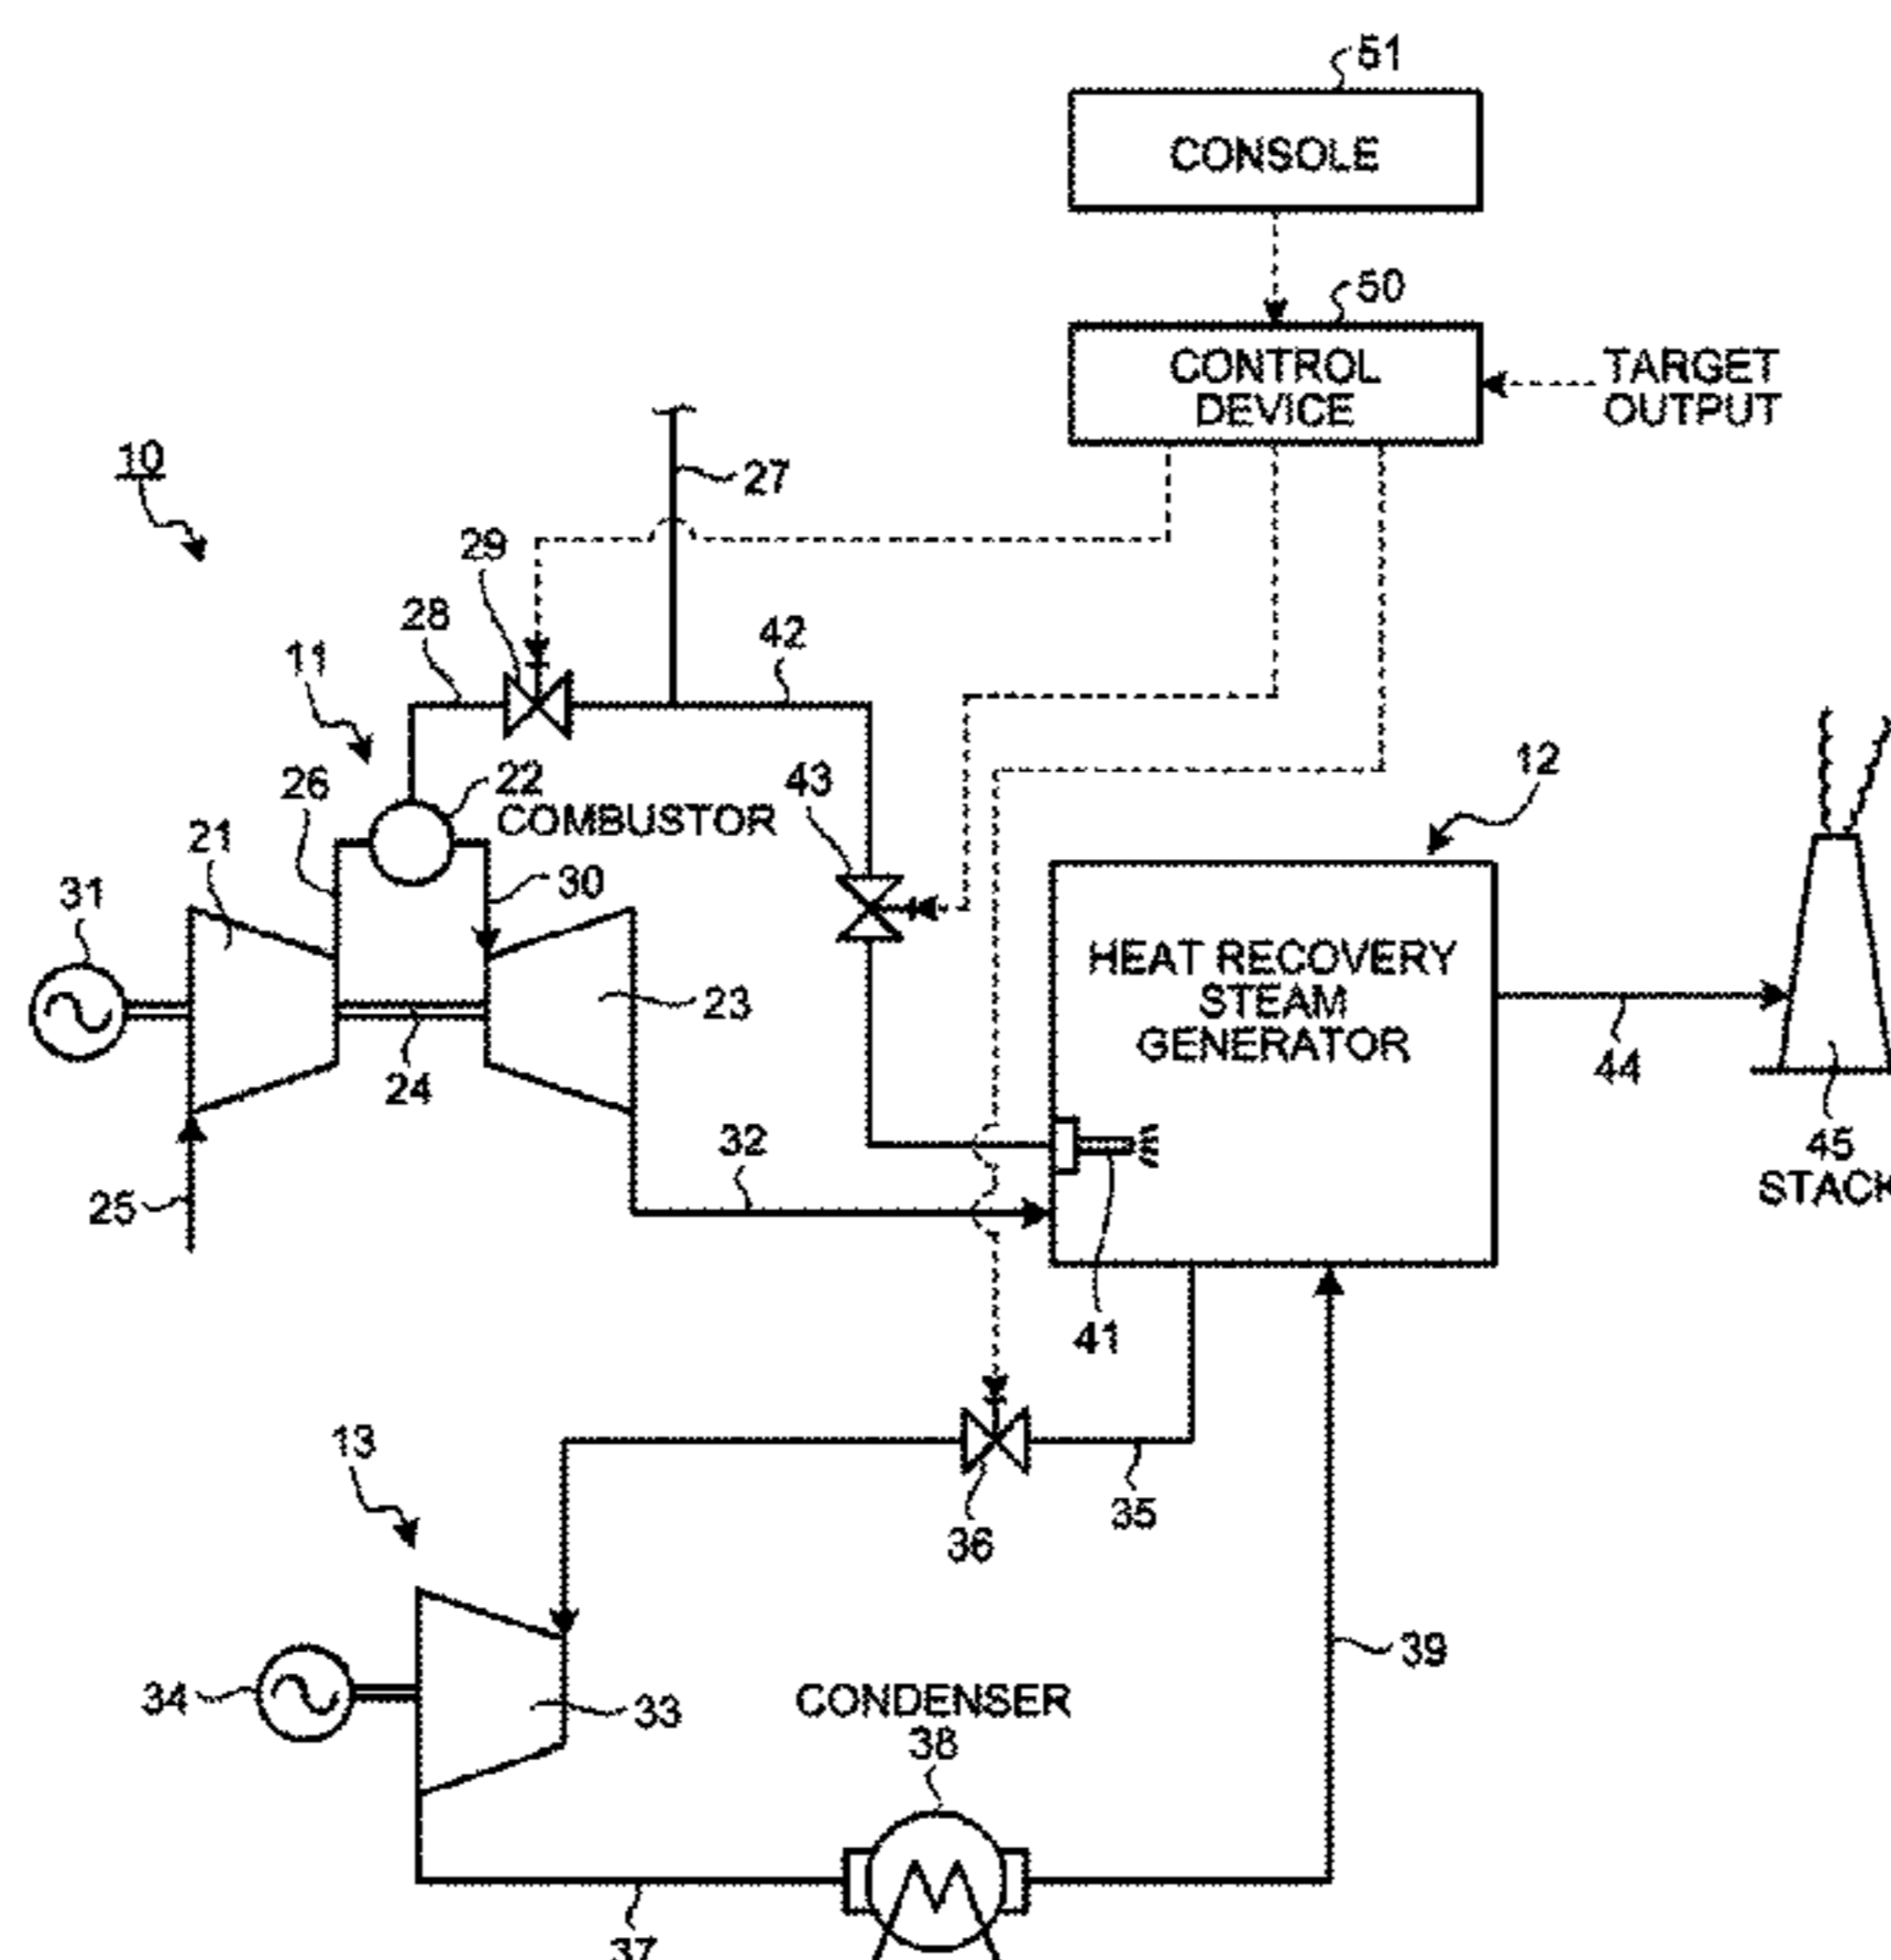 51
CONSOLE
50
CONTROL
DEVICE
TARGET
OUTPUT
10
27
29
28
42
11
12
26
22
COMBUSTOR
43
21
31
30
HEAT RECOVERY
STEAM
GENERATOR
23
24
44
32
45
STACK
25
41
13
35
36
39
34
33
CONDENSER
38
37